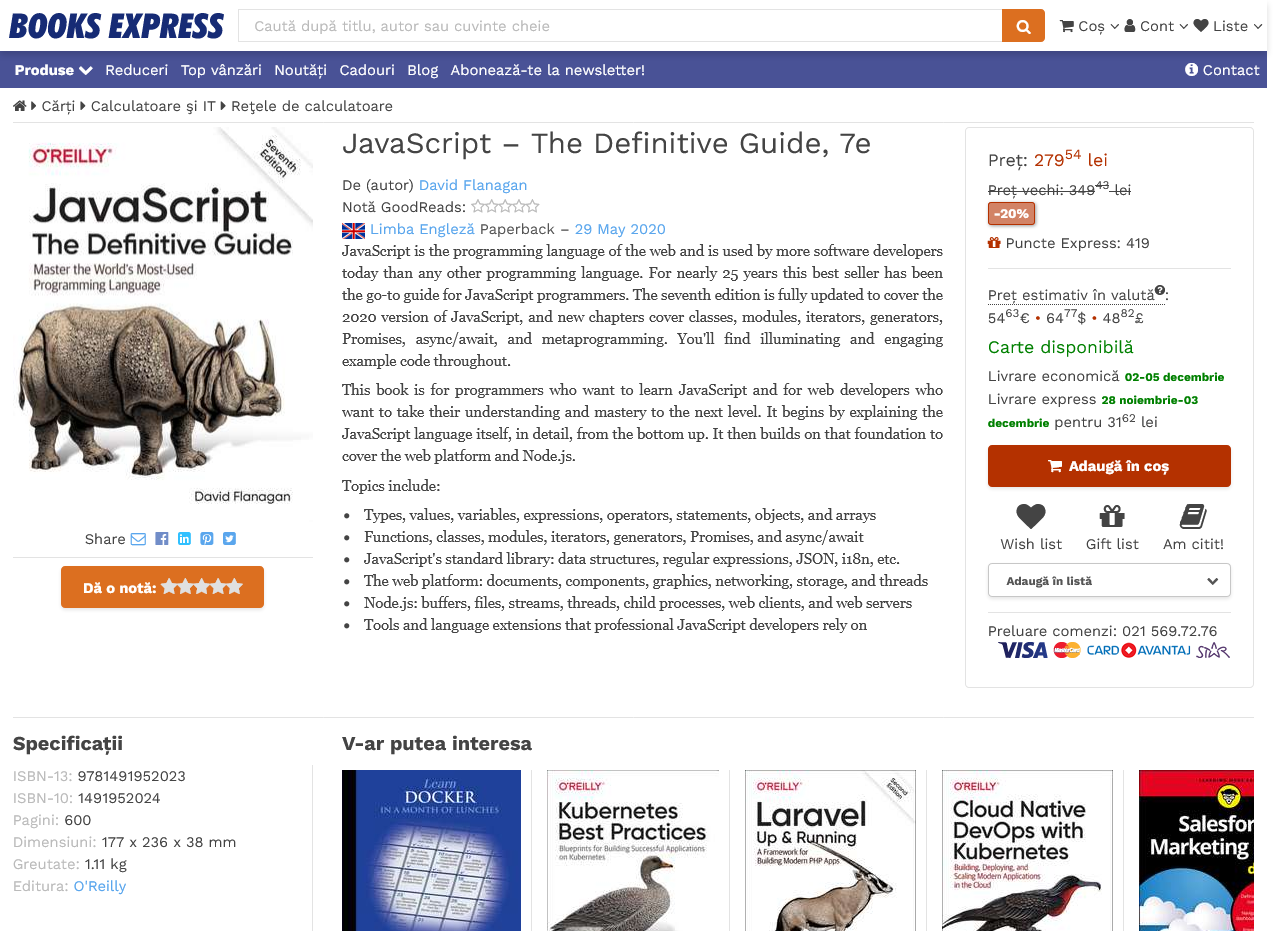 BOOKS EXPRESS
Caută după titlu, autor sau cuvinte cheie
Coș Cont Liste
Produse Reduceri Top vânzări Noutăți Cadouri Blog Abonează-te la newsletter! Contact
Cărți Calculatoare şi IT Reţele de calculatoare
O'REILLY®
Seventh
Edition
JavaScript
The Definitive Guide
Master the World's Most-Used
Programming Language
David Flanagan
Share
Dă o notă:
JavaScript – The Definitive Guide, 7e
De (autor) David Flanagan
Notă GoodReads:
Limba Engleză Paperback – 29 May 2020
JavaScript is the programming language of the web and is used by more software developers
today than any other programming language. For nearly 25 years this best seller has been
the go-to guide for JavaScript programmers. The seventh edition is fully updated to cover the
2020 version of JavaScript, and new chapters cover classes, modules, iterators, generators,
Promises, async/await, and metaprogramming. You'll find illuminating and engaging
example code throughout.
This book is for programmers who want to learn JavaScript and for web developers who
want to take their understanding and mastery to the next level. It begins by explaining the
JavaScript language itself, in detail, from the bottom up. It then builds on that foundation to
cover the web platform and Node.js.
Topics include:
• Types, values, variables, expressions, operators, statements, objects, and arrays
• Functions, classes, modules, iterators, generators, Promises, and async/await
• JavaScript's standard library: data structures, regular expressions, JSON, i18n, etc.
• The web platform: documents, components, graphics, networking, storage, and threads
• Node.js: buffers, files, streams, threads, child processes, web clients, and web servers
• Tools and language extensions that professional JavaScript developers rely on
Preț: 27954 lei
Preț vechi: 34943 lei
-20%
Puncte Express: 419
Preț estimativ în valută?:
5463€ • 6477$ • 4882£
Carte disponibilă
Livrare economică 02-05 decembrie
Livrare express 28 noiembrie-03
decembrie pentru 3162 lei
Adaugă în coș
Wish list Gift list Am citit!
Adaugă în listă
Preluare comenzi: 021 569.72.76
VISA MasterCard CARD AVANTAJ STAR
Specificații
ISBN-13: 9781491952023
ISBN-10: 1491952024
Pagini: 600
Dimensiuni: 177 x 236 x 38 mm
Greutate: 1.11 kg
Editura: O'Reilly
V-ar putea interesa
Learn
DOCKER
IN A MONTH OF LUNCHES
O'REILLY®
Kubernetes
Best Practices
Blueprints for Building Successful Applications
on Kubernetes
O'REILLY®
Second
Edition
Laravel
Up & Running
A Framework for
Building Modern PHP Apps
O'REILLY®
Cloud Native
DevOps with
Kubernetes
Building, Deploying, and
Scaling Modern Applications
in the Cloud
LEARNING MADE
Salesfor
Marketing
d